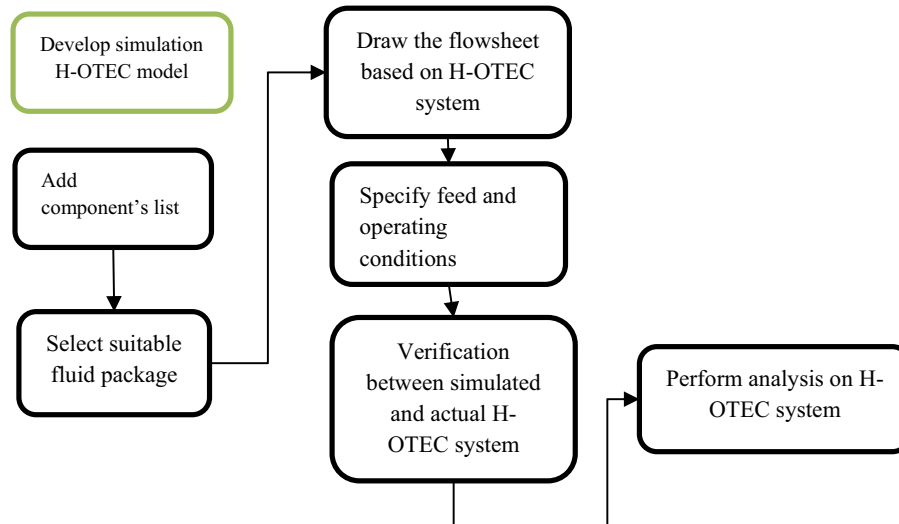 Develop simulation
H-OTEC model
Add
component's list
Select suitable
fluid package
Draw the flowsheet
based on H-OTEC
system
Specify feed and
operating
conditions
Verification
between simulated
and actual H-
OTEC system
Perform analysis on H-
OTEC system